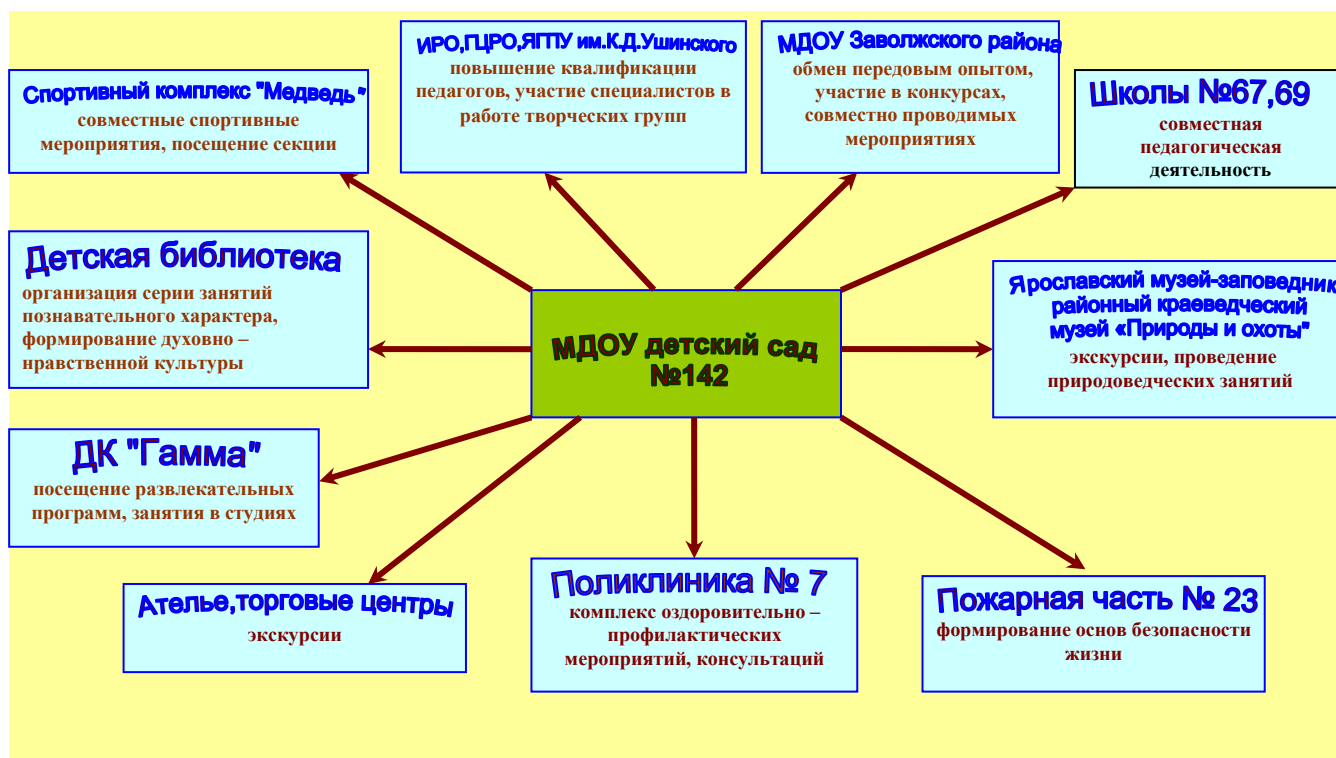 ИРО,ГЦРО,ЯГПУ им.К.Д.Ушинского
повышение квалификации
педагогов, участие специалистов в
работе творческих групп
МДОУ Заволжского района
обмен передовым опытом,
участие в конкурсах,
совместно проводимых
мероприятиях
Спортивный комплекс "Медведь"
совместные спортивные
мероприятия, посещение секции
Школы №67,69
совместная
педагогическая
деятельность
Детская библиотека
организация серии занятий
познавательного характера,
формирование духовно –
нравственной культуры
Ярославский музей-заповедник
районный краеведческий
музей «Природы и охоты"
экскурсии, проведение
природоведческих занятий
МДОУ детский сад
№142
ДК "Гамма"
посещение развлекательных
программ, занятия в студиях
Ателье,торговые центры
экскурсии
Поликлиника № 7
комплекс оздоровительно –
профилактических
мероприятий, консультаций
Пожарная часть № 23
формирование основ безопасности
жизни